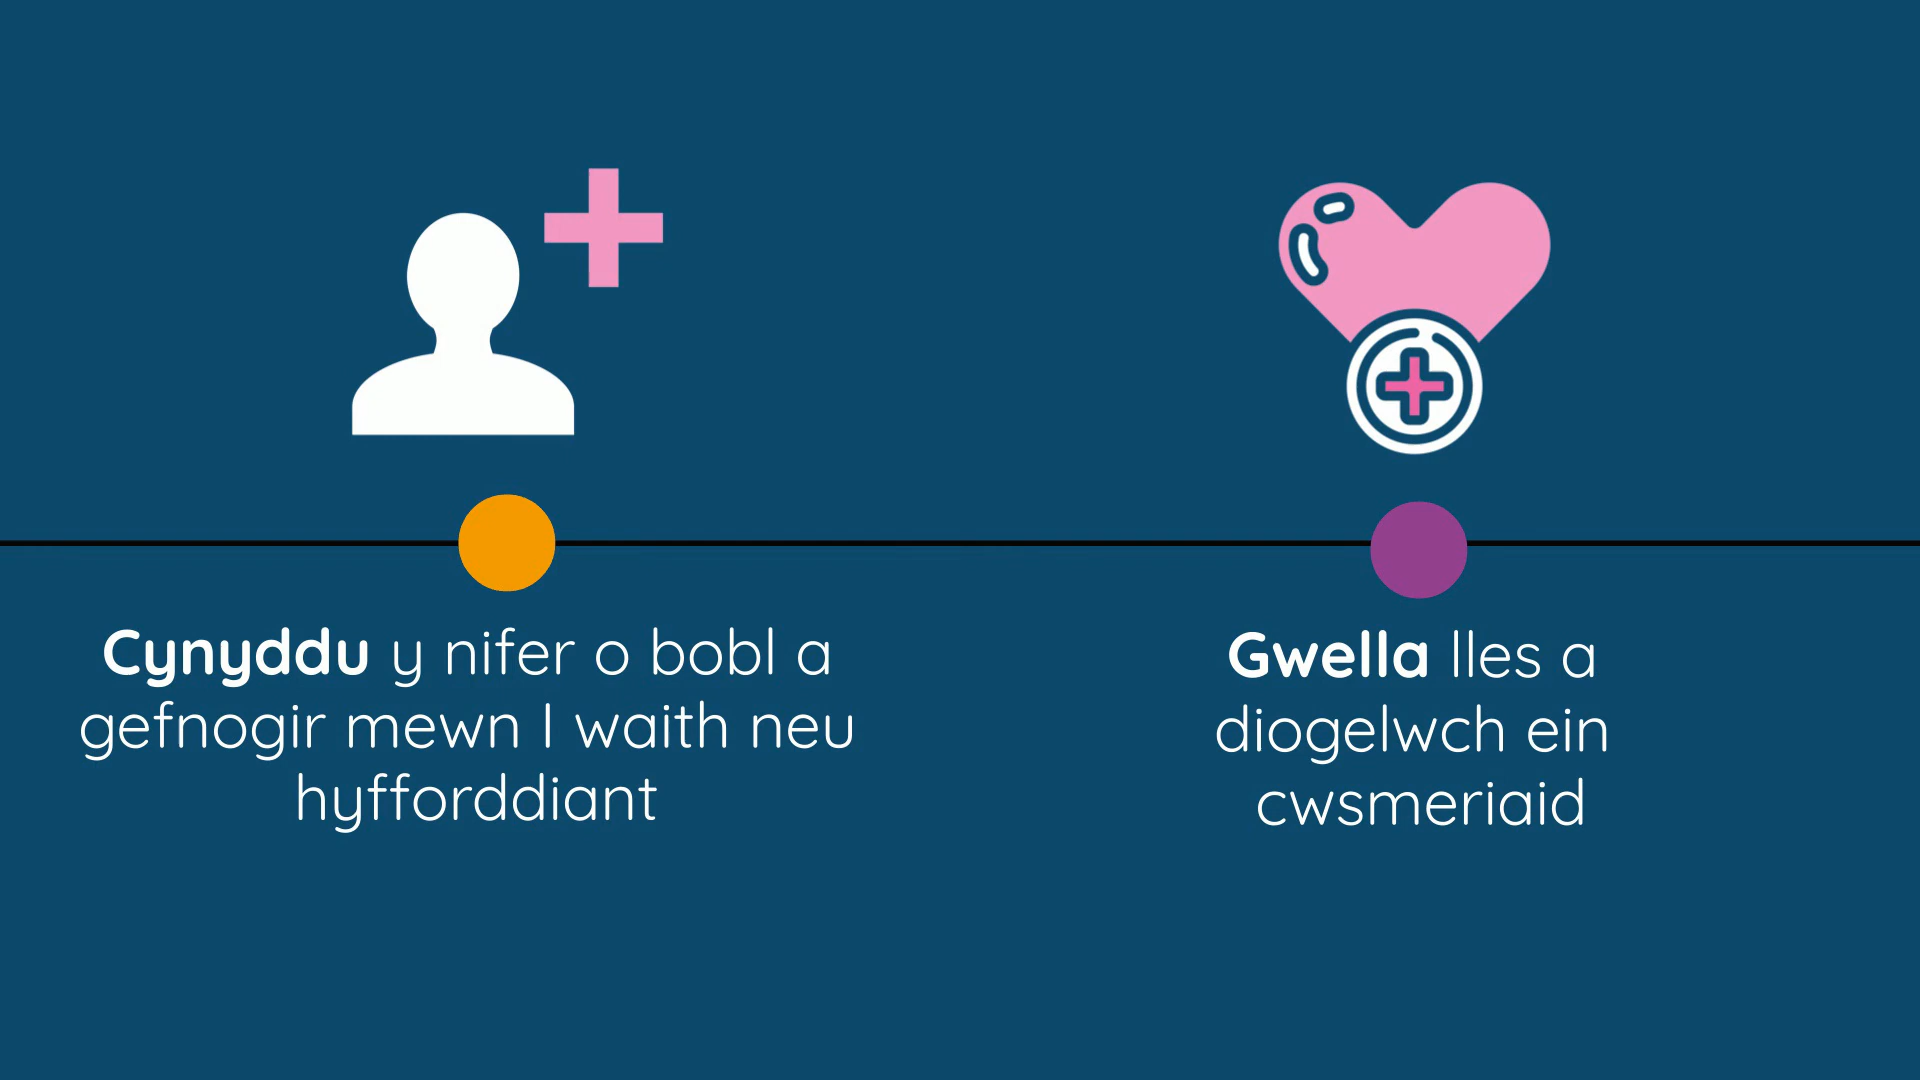 Cynyddu y nifer o bobl a
gefnogir mewn I waith neu
hyfforddiant
Gwella lles a
diogelwch ein
cwsmeriaid